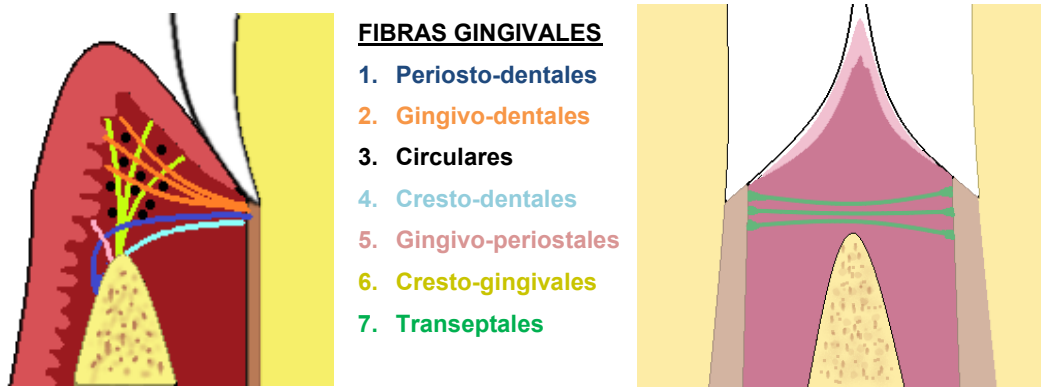 FIBRAS GINGIVALES
1. Periosto-dentales
2. Gingivo-dentales
3. Circulares
4. Cresto-dentales
5. Gingivo-periostales
6. Cresto-gingivales
7. Transeptales